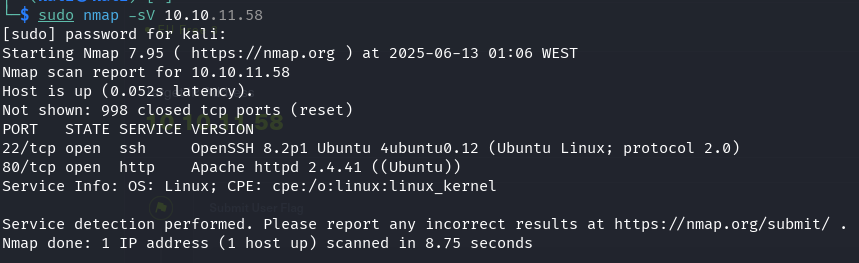 $ sudo nmap -sV 10.10.11.58
[sudo] password for kali:
Starting Nmap 7.95 ( https://nmap.org ) at 2025-06-13 01:06 WEST
Nmap scan report for 10.10.11.58
Host is up (0.052s latency).
Not shown: 998 closed tcp ports (reset)
PORT   STATE SERVICE VERSION
22/tcp open  ssh     OpenSSH 8.2p1 Ubuntu 4ubuntu0.12 (Ubuntu Linux; protocol 2.0)
80/tcp open  http    Apache httpd 2.4.41 ((Ubuntu))
Service Info: OS: Linux; CPE: cpe:/o:linux:linux_kernel
Submit User Flag
Service detection performed. Please report any incorrect results at https://nmap.org/submit/ .
Nmap done: 1 IP address (1 host up) scanned in 8.75 seconds